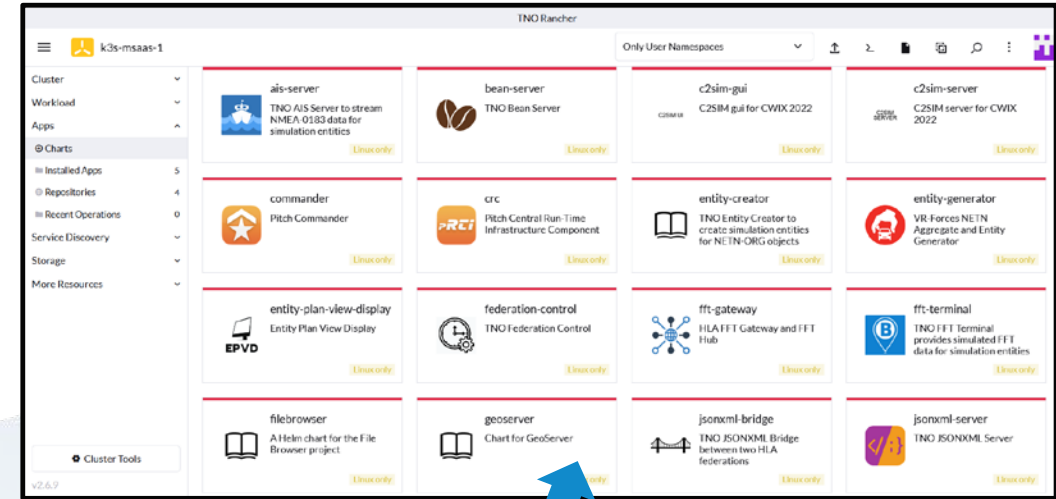 TNO Rancher
k3s-msaas-1
Only User Namespaces
Cluster
Workload
Apps
Charts
Installed Apps 5
Repositories 4
Recent Operations 0
Service Discovery
Storage
More Resources
Cluster Tools
v2.6.9
ais-server
TNO AIS Server to stream
NMEA-0183 data for
simulation entities
Linux only
bean-server
TNO Bean Server
Linux only
C2SIM UI
c2sim-gui
C2SIM gui for CWIX 2022
Linux only
C2SIM
SERVER
c2sim-server
C2SIM server for CWIX
2022
Linux only
commander
Pitch Commander
Linux only
pRTI
crc
Pitch Central Run-Time
Infrastructure Component
Linux only
entity-creator
TNO Entity Creator to
create simulation entities
for NETN-ORG objects
Linux only
entity-generator
VR-Forces NETN
Aggregate and Entity
Generator
Linux only
EPVD
entity-plan-view-display
Entity Plan View Display
Linux only
federation-control
TNO Federation Control
Linux only
fft-gateway
HLA FFT Gateway and FFT
Hub
Linux only
B
fft-terminal
TNO FFT Terminal
provides simulated FFT
data for simulation entities
Linux only
filebrowser
A Helm chart for the File
Browser project
Linux only
geoserver
Chart for GeoServer
only
jsonxml-bridge
TNO JSONXML Bridge
between two HLA
federations
Linux only
jsonxml-server
TNO JSONXML Server
Linux only